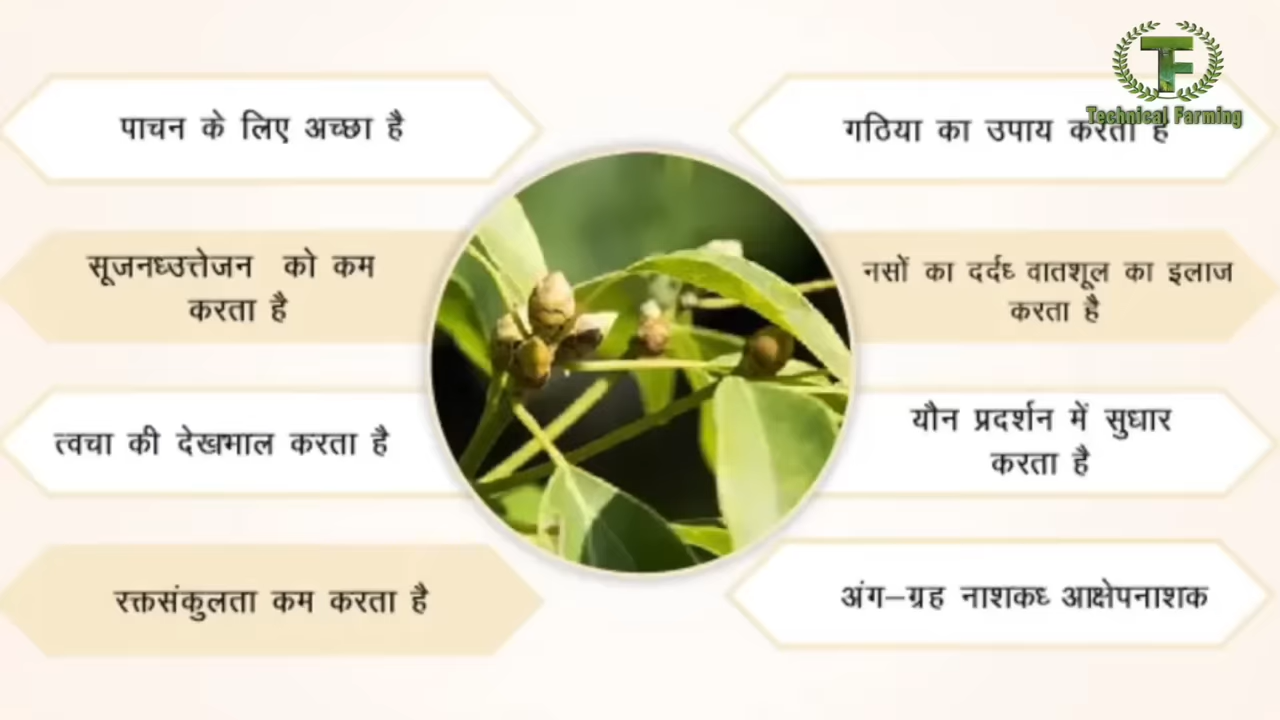 पाचन के लिए अच्छा है
सूजनध्उत्तेजन को कम
करता है
त्वचा की देखभाल करता है
रक्तसंकुलता कम करता है
TF
Technical Farming
गठिया का उपाय करता है
नसों का दर्दध् वातशूल का इलाज
करता है
यौन प्रदर्शन में सुधार
करता है
अंग–ग्रह नाशकध् आक्षेपनाशक